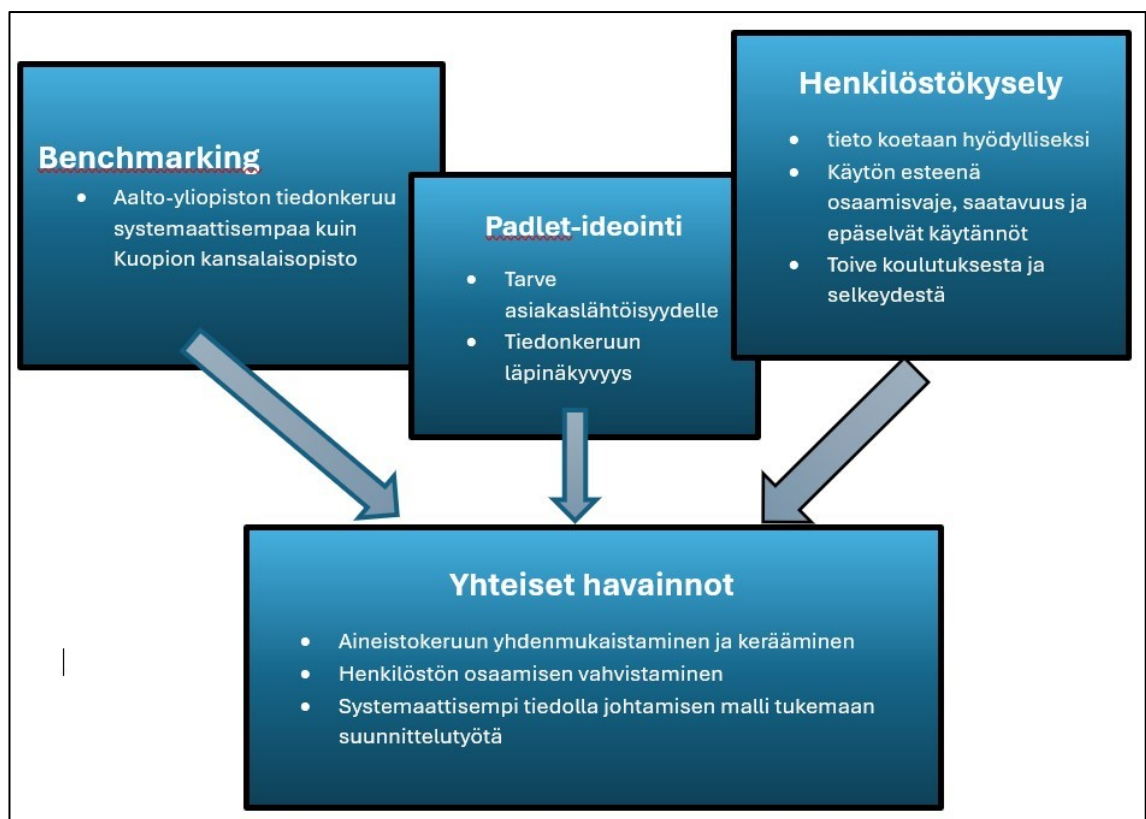 Benchmarking
• Aalto-yliopiston tiedonkeruu
systemaattisempaa kuin
Kuopion kansalaisopisto
Padlet-ideointi
• Tarve
asiakaslähtöisyydelle
• Tiedonkeruun
läpinäkyvyys
Henkilöstökysely
• tieto koetaan hyödylliseksi
• Käytön esteenä
osaamisvaje, saatavuus ja
epäselvät käytännöt
• Toive koulutuksesta ja
selkeydestä
Yhteiset havainnot
• Aineistokeruun yhdenmukaistaminen ja kerääminen
• Henkilöstön osaamisen vahvistaminen
• Systemaattisempi tiedolla johtamisen malli tukemaan
suunnittelutyötä